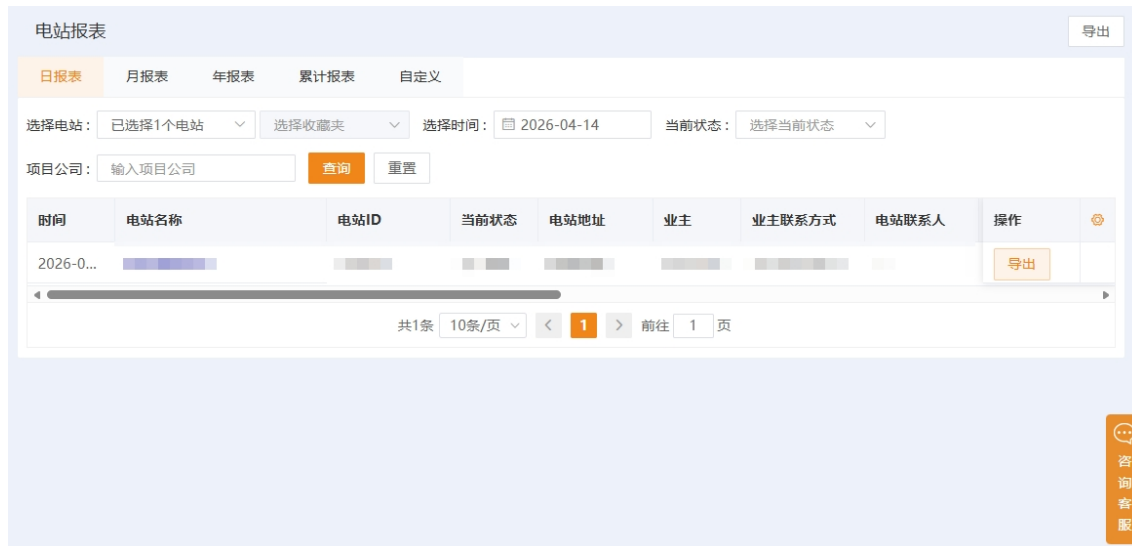 电站报表
导出
日报表 月报表 年报表 累计报表 自定义
选择电站： 已选择1个电站 选择收藏夹 选择时间： 2026-04-14 当前状态： 选择当前状态
项目公司： 输入项目公司 查询 重置
时间 电站名称 电站ID 当前状态 电站地址 业主 业主联系方式 电站联系人 操作
2026-0... 导出
共1条 10条/页 < 1 > 前往 1 页
咨询客服